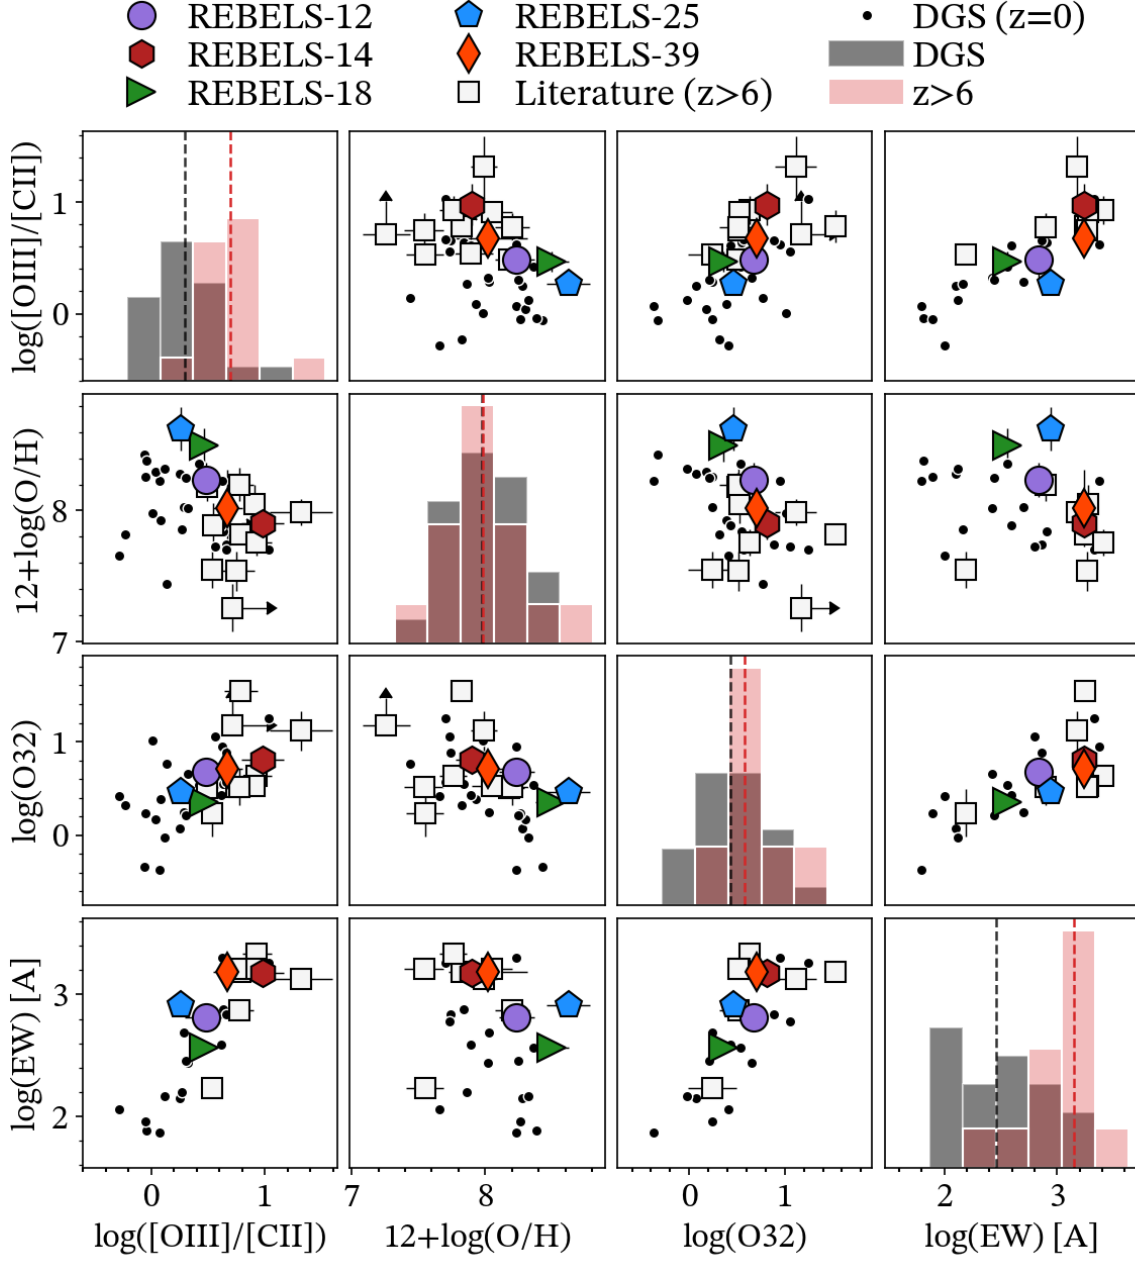 REBELS-12 REBELS-25 DGS (z=0)
REBELS-14 REBELS-39 DGS
REBELS-18 Literature (z>6) z>6
log([OIII]/[CII])
1
0
12+log(O/H)
8
7
log(O32)
1
0
log(EW) [A]
3
2
0 1 7 8 0 1 2 3
log([OIII]/[CII]) 12+log(O/H) log(O32) log(EW) [A]